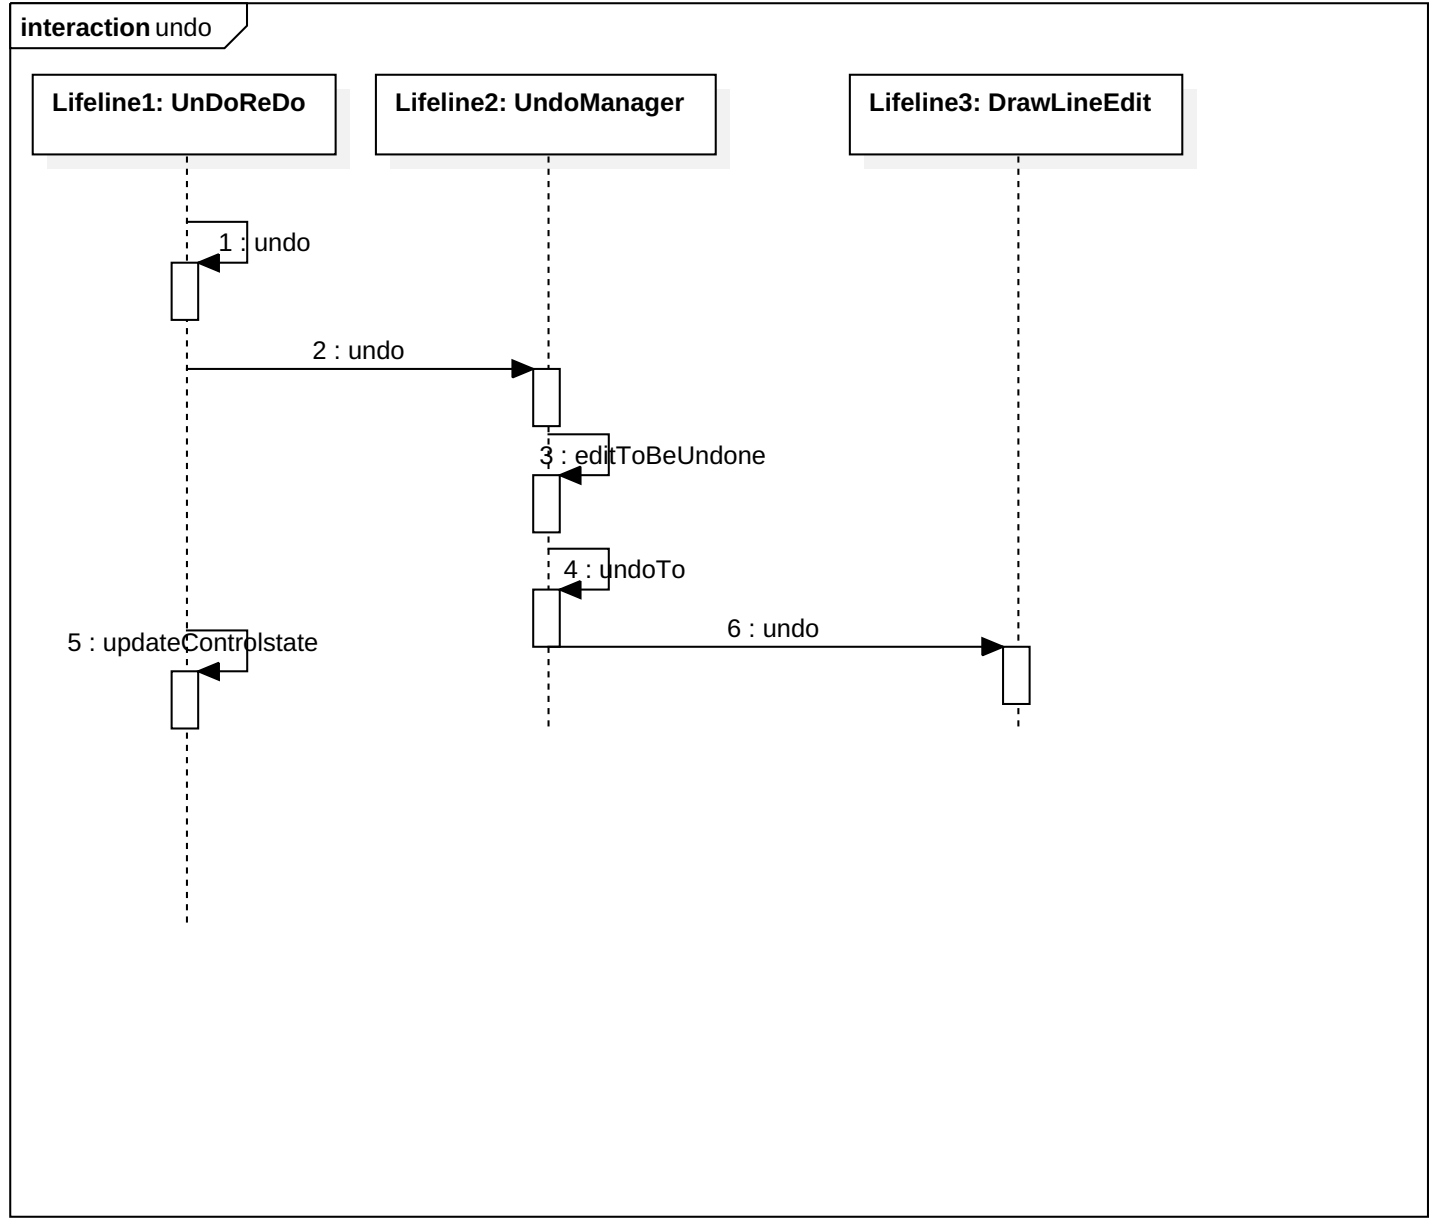 interaction undo
Lifeline1: UnDoReDo
Lifeline2: UndoManager
Lifeline3: DrawLineEdit
1 : undo
2 : undo
3 : editToBeUndone
4 : undoTo
6 : undo
5 : updateControlstate